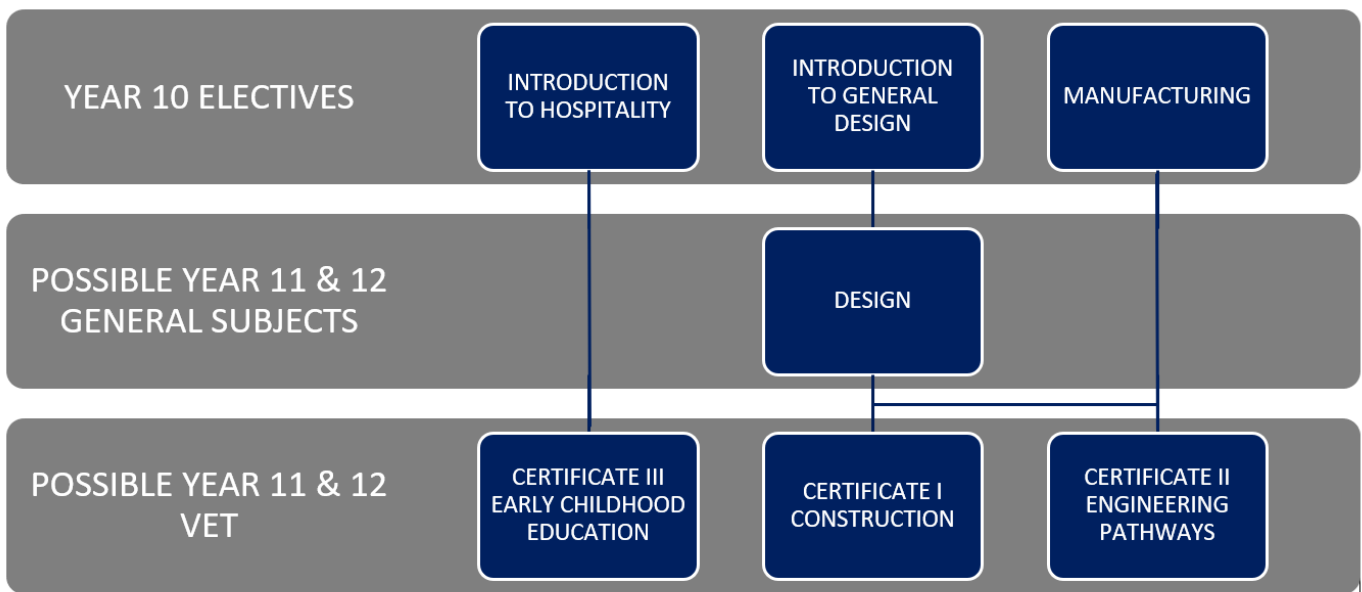 YEAR 10 ELECTIVES
INTRODUCTION
TO HOSPITALITY
INTRODUCTION
TO GENERAL
DESIGN
MANUFACTURING
POSSIBLE YEAR 11 & 12
GENERAL SUBJECTS
DESIGN
POSSIBLE YEAR 11 & 12
VET
CERTIFICATE III
EARLY CHILDHOOD
EDUCATION
CERTIFICATE I
CONSTRUCTION
CERTIFICATE II
ENGINEERING
PATHWAYS